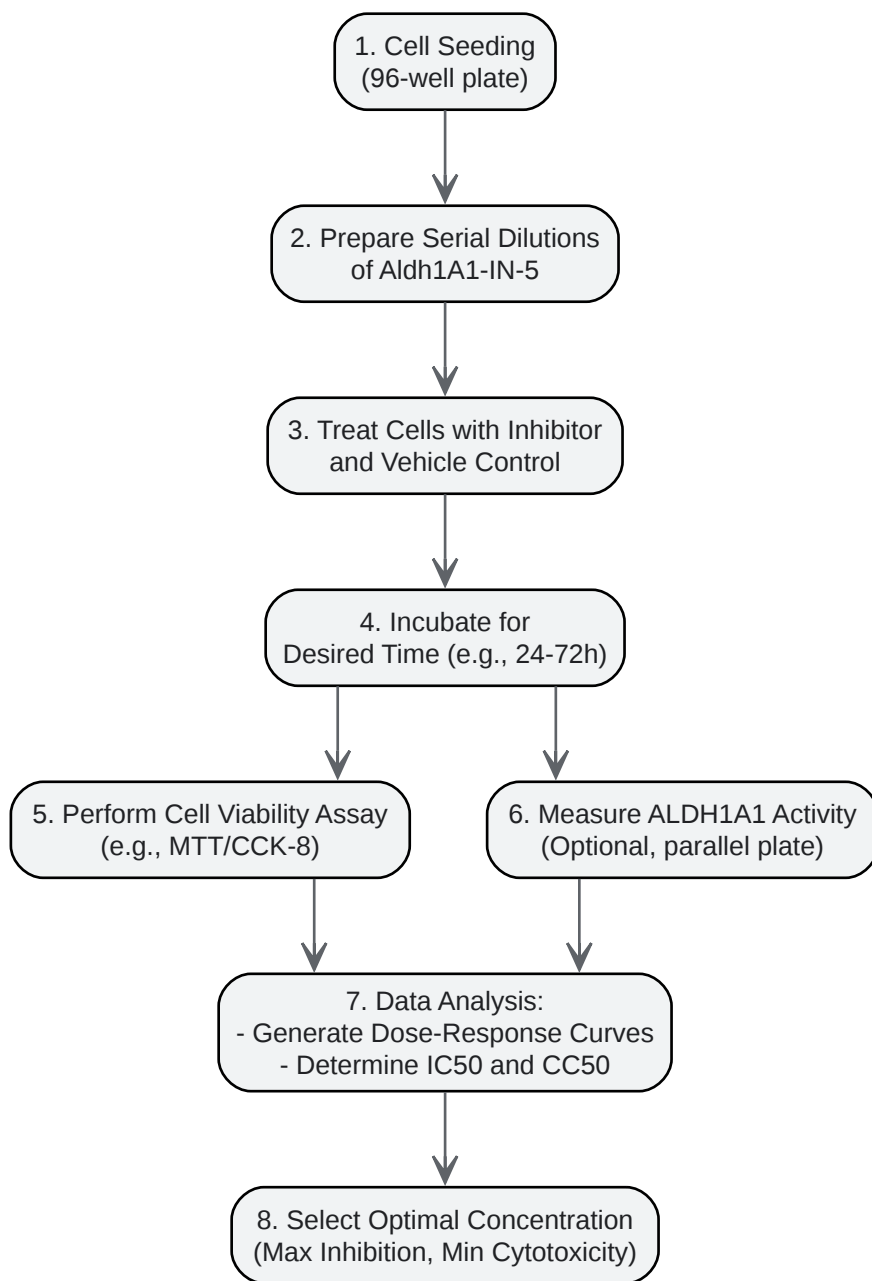 1. Cell Seeding
(96-well plate)
2. Prepare Serial Dilutions
of Aldh1A1-IN-5
3. Treat Cells with Inhibitor
and Vehicle Control
4. Incubate for
Desired Time (e.g., 24-72h)
5. Perform Cell Viability Assay
(e.g., MTT/CCK-8)
6. Measure ALDH1A1 Activity
(Optional, parallel plate)
7. Data Analysis:
- Generate Dose-Response Curves
- Determine IC50 and CC50
8. Select Optimal Concentration
(Max Inhibition, Min Cytotoxicity)